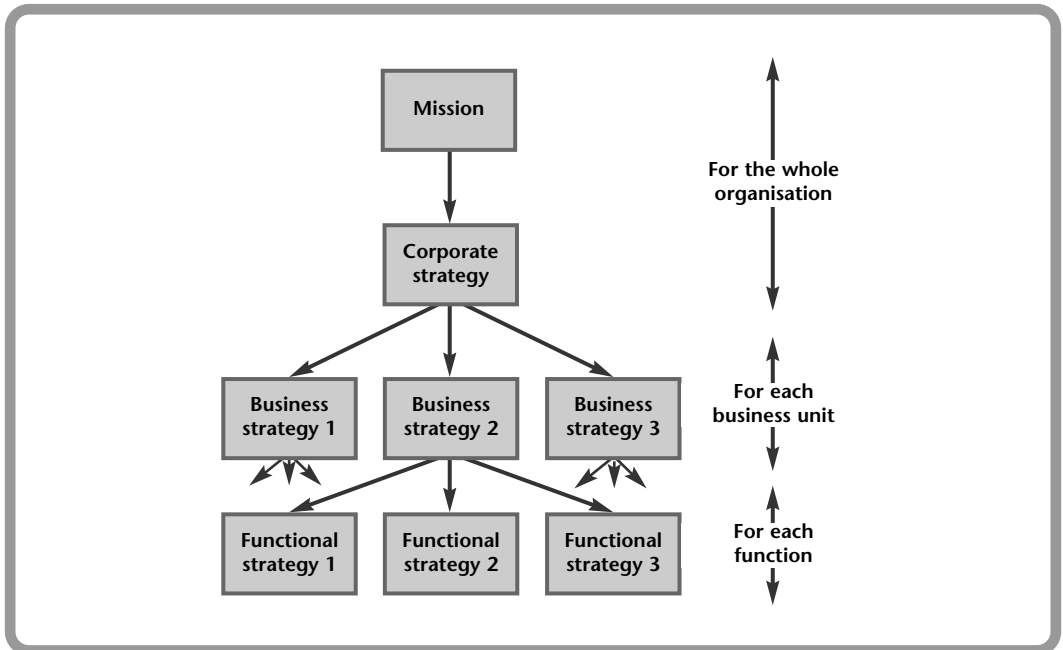 Mission
For the whole
organisation
Corporate
strategy
Business
strategy 1
Business
strategy 2
Business
strategy 3
For each
business unit
Functional
strategy 1
Functional
strategy 2
Functional
strategy 3
For each
function